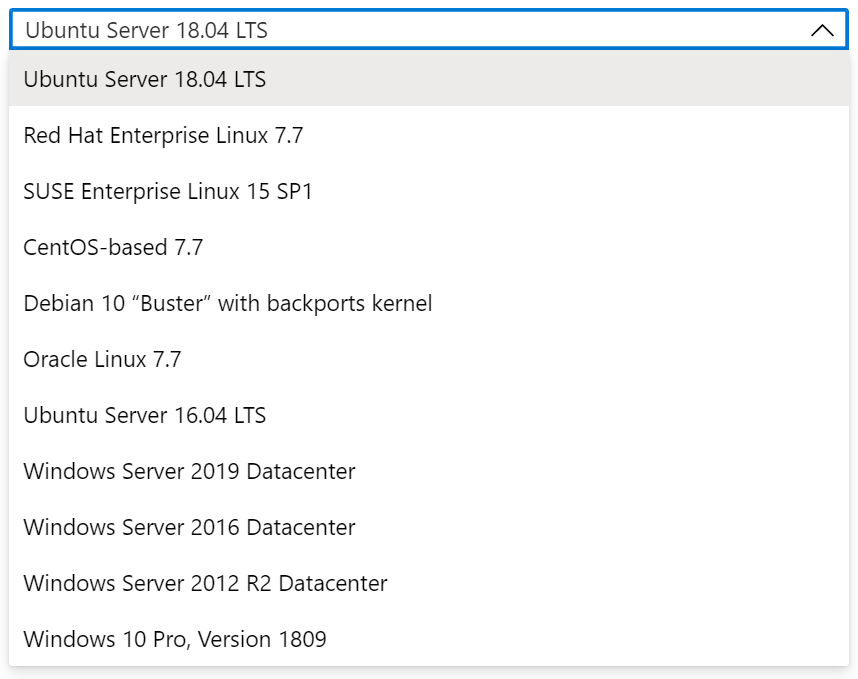 Ubuntu Server 18.04 LTS
Ubuntu Server 18.04 LTS
Red Hat Enterprise Linux 7.7
SUSE Enterprise Linux 15 SP1
CentOS-based 7.7
Debian 10 “Buster” with backports kernel
Oracle Linux 7.7
Ubuntu Server 16.04 LTS
Windows Server 2019 Datacenter
Windows Server 2016 Datacenter
Windows Server 2012 R2 Datacenter
Windows 10 Pro, Version 1809